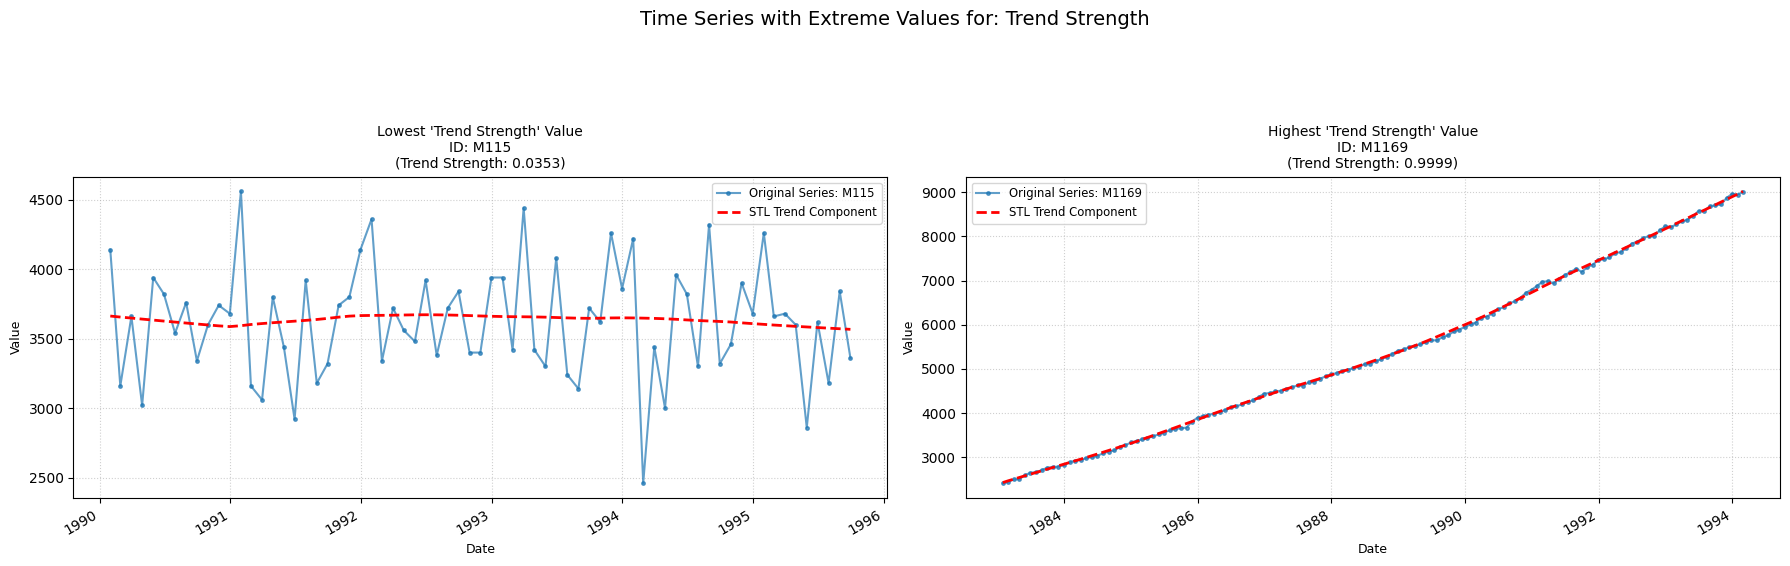 Time Series with Extreme Values for: Trend Strength
Lowest 'Trend Strength' Value
ID: M115
(Trend Strength: 0.0353)
Original Series: M115
STL Trend Component
Value
4500
4000
3500
3000
2500
1990
1991
1992
1993
1994
1995
1996
Date
Highest 'Trend Strength' Value
ID: M1169
(Trend Strength: 0.9999)
Original Series: M1169
STL Trend Component
Value
9000
8000
7000
6000
5000
4000
3000
1984
1986
1988
1990
1992
1994
Date